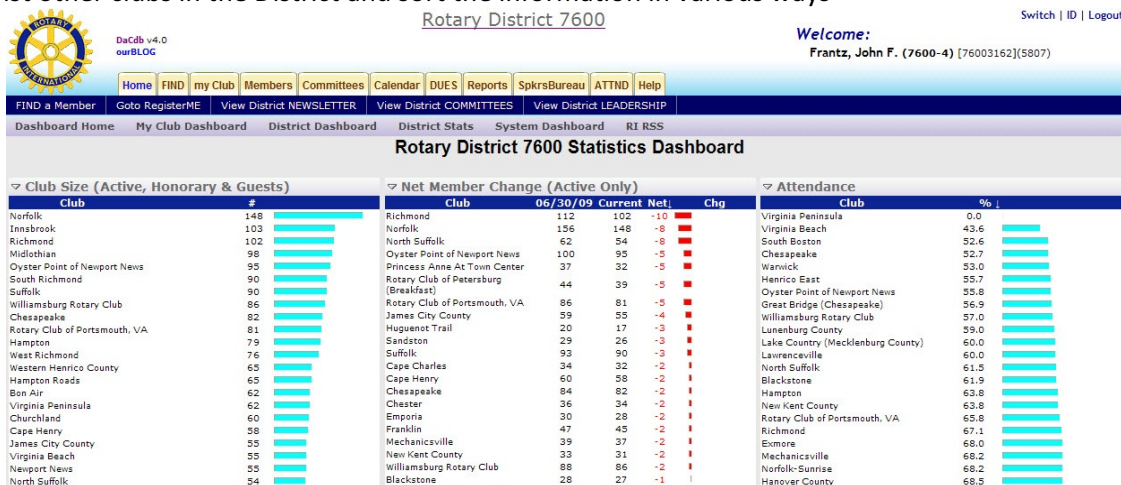 Rotary District 7600
Switch | ID | Logout
ROTARY
INTERNATIONAL
DaCdb v4.0
ourBLOG
Welcome:
Frantz, John F. (7600-4) [76003162](5807)
Home FIND my Club Members Committees Calendar DUES Reports SpkrsBureau ATTND Help
FIND a Member Goto RegisterME View District NEWSLETTER View District COMMITTEES View District LEADERSHIP
Dashboard Home My Club Dashboard District Dashboard District Stats System Dashboard RI RSS
Rotary District 7600 Statistics Dashboard
Club Size (Active, Honorary & Guests)
Club #
Norfolk 148
Innsbrook 103
Richmond 102
Midlothian 98
Oyster Point of Newport News 95
South Richmond 90
Suffolk 90
Williamsburg Rotary Club 86
Chesapeake 82
Rotary Club of Portsmouth, VA 81
Hampton 79
West Richmond 76
Western Henrico County 65
Hampton Roads 65
Bon Air 62
Virginia Peninsula 62
Churchland 60
Cape Henry 58
James City County 55
Virginia Beach 55
Newport News 55
North Suffolk 54
Net Member Change (Active Only)
Club 06/30/09 Current Net↓ Chg
Richmond 112 102 -10
Norfolk 156 148 -8
North Suffolk 62 54 -8
Oyster Point of Newport News 100 95 -5
Princess Anne At Town Center 37 32 -5
Rotary Club of Petersburg
(Breakfast) 44 39 -5
Rotary Club of Portsmouth, VA 86 81 -5
James City County 59 55 -4
Huguenot Trail 20 17 -3
Sandston 29 26 -3
Suffolk 93 90 -3
Cape Charles 34 32 -2
Cape Henry 60 58 -2
Chesapeake 84 82 -2
Chester 36 34 -2
Emporia 30 28 -2
Franklin 47 45 -2
Mechanicsville 39 37 -2
New Kent County 33 31 -2
Williamsburg Rotary Club 88 86 -2
Blackstone 28 27 -1
Attendance
Club % ↓
Virginia Peninsula 0.0
Virginia Beach 43.6
South Boston 52.6
Chesapeake 52.7
Warwick 53.0
Henrico East 55.7
Oyster Point of Newport News 55.8
Great Bridge (Chesapeake) 56.9
Williamsburg Rotary Club 57.0
Lunenburg County 59.0
Lake Country (Mecklenburg County) 60.0
Lawrenceville 60.0
North Suffolk 61.5
Blackstone 61.9
Hampton 63.8
New Kent County 63.8
Rotary Club of Portsmouth, VA 65.8
Richmond 67.1
Exmore 68.0
Mechanicsville 68.2
Norfolk-Sunrise 68.2
Hanover County 68.5